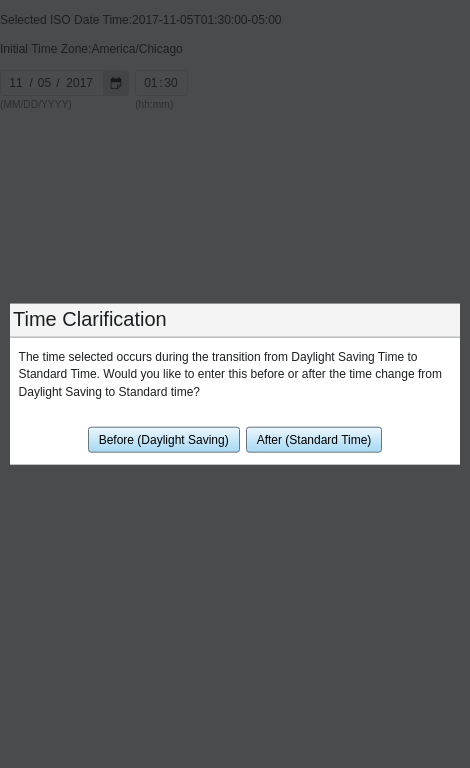 Selected ISO Date Time:2017-11-05T01:30:00-05:00
Initial Time Zone:America/Chicago
11 / 05 / 2017 01:30
(MM/DD/YYYY) (hh:mm)
Time Clarification
The time selected occurs during the transition from Daylight Saving Time to
Standard Time. Would you like to enter this before or after the time change from
Daylight Saving to Standard time?
Before (Daylight Saving) After (Standard Time)